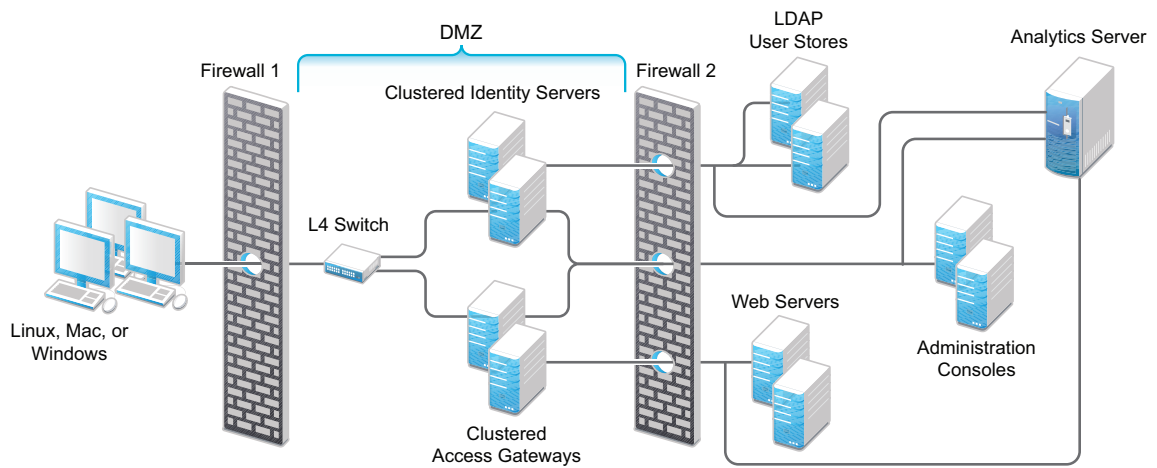 DMZ
LDAP
User Stores
Analytics Server
Firewall 1
Firewall 2
Clustered Identity Servers
L4 Switch
Linux, Mac, or
Windows
Web Servers
Administration
Consoles
Clustered
Access Gateways